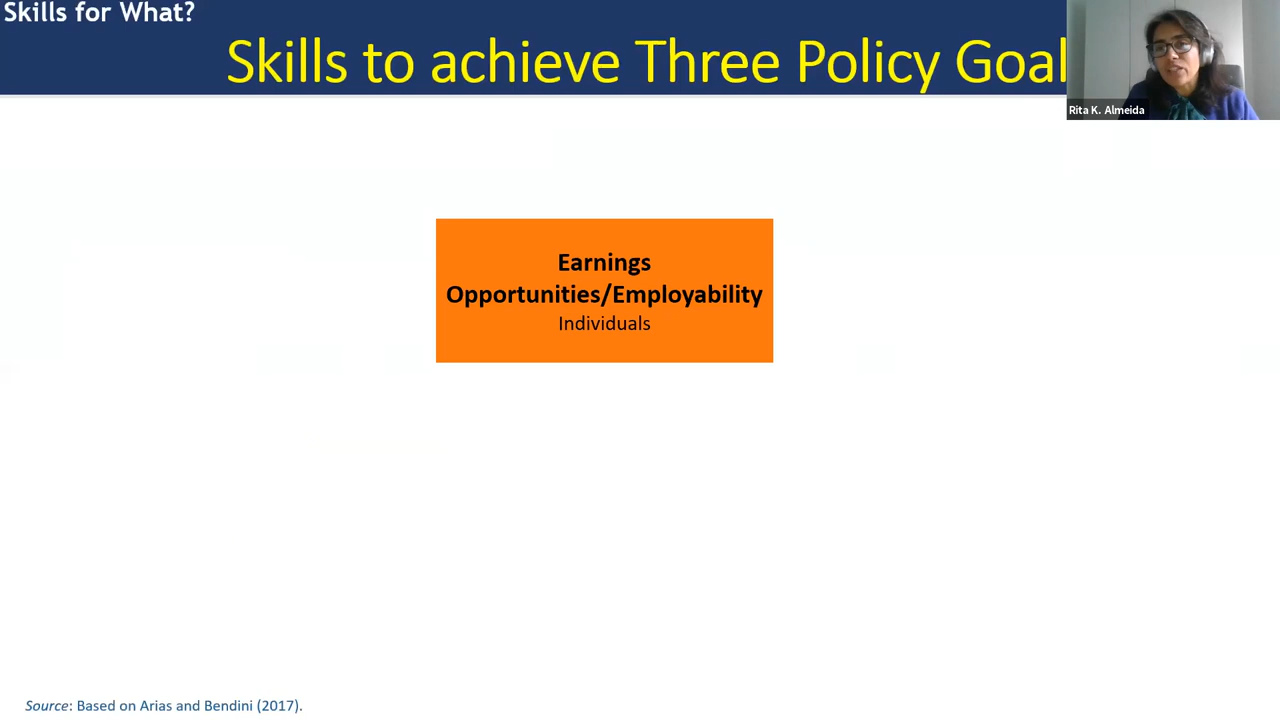 Skills for What?
Skills to achieve Three Policy Goal
Rita K. Almeida
Earnings
Opportunities/Employability
Individuals
Source: Based on Arias and Bendini (2017).